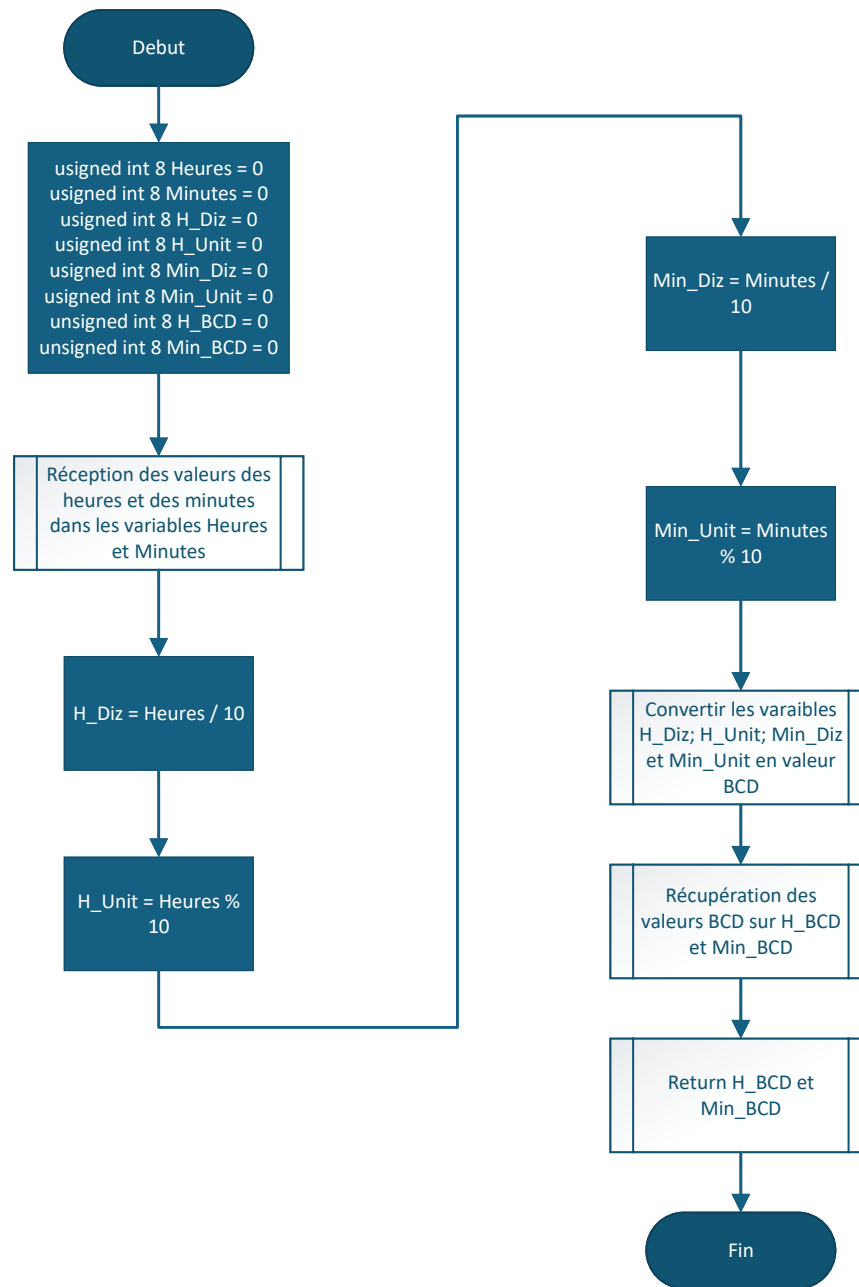 Debut
usigned int 8 Heures = 0
usigned int 8 Minutes = 0
usigned int 8 H_Diz = 0
usigned int 8 H_Unit = 0
usigned int 8 Min_Diz = 0
usigned int 8 Min_Unit = 0
unsigned int 8 H_BCD = 0
unsigned int 8 Min_BCD = 0
Réception des valeurs des
heures et des minutes
dans les variables Heures
et Minutes
H_Diz = Heures / 10
H_Unit = Heures %
10
Min_Diz = Minutes /
10
Min_Unit = Minutes
% 10
Convertir les varaibles
H_Diz; H_Unit; Min_Diz
et Min_Unit en valeur
BCD
Récupération des
valeurs BCD sur H_BCD
et Min_BCD
Return H_BCD et
Min_BCD
Fin